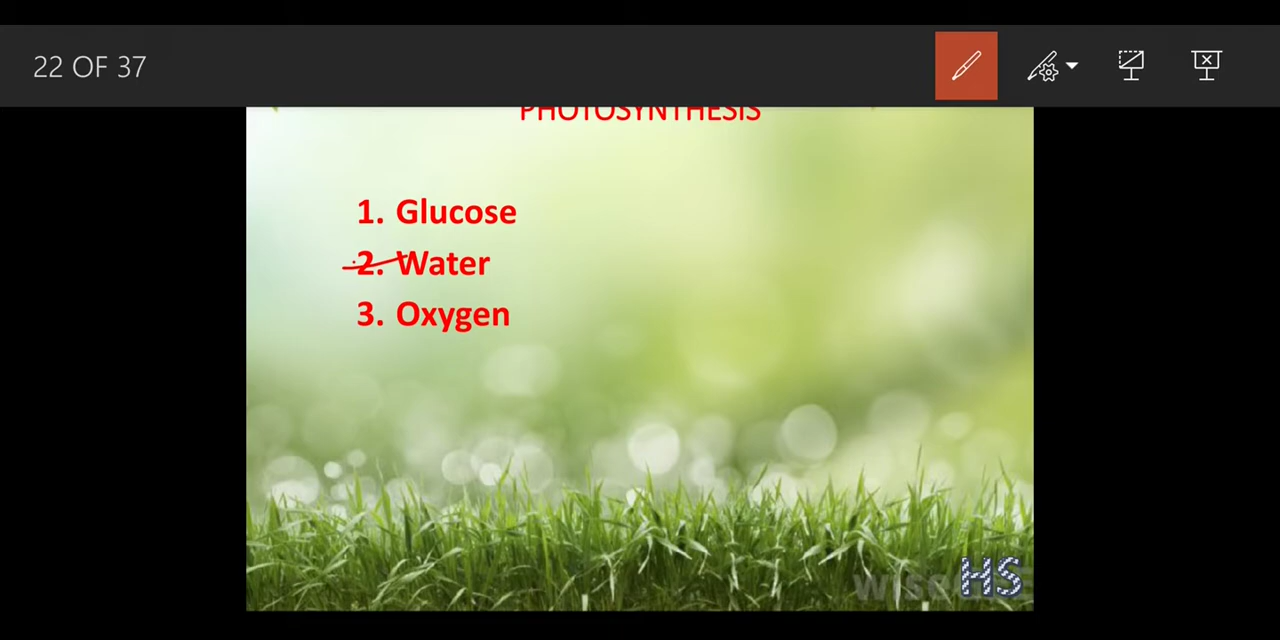 22 OF 37
PHOTOSYNTHESIS
1. Glucose
2. Water
3. Oxygen
HS